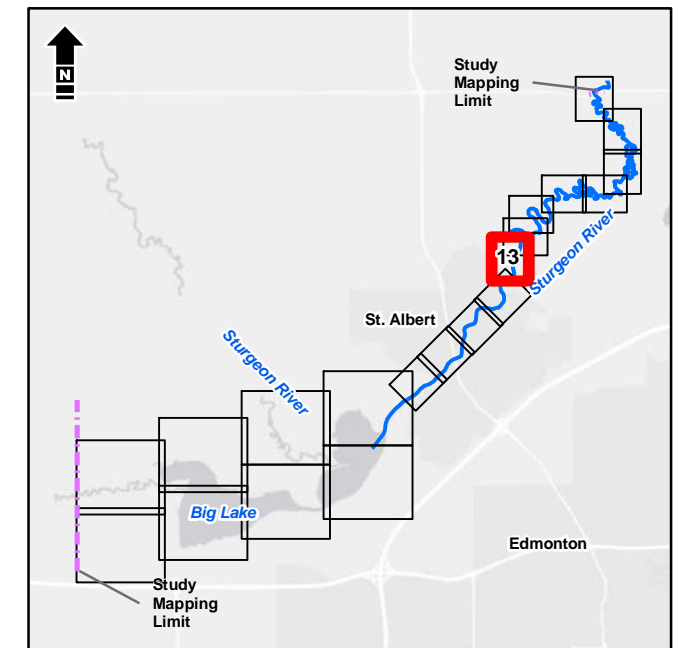 N
Study
Mapping
Limit
13
Sturgeon River
St. Albert
Sturgeon River
Big Lake
Edmonton
Study
Mapping
Limit